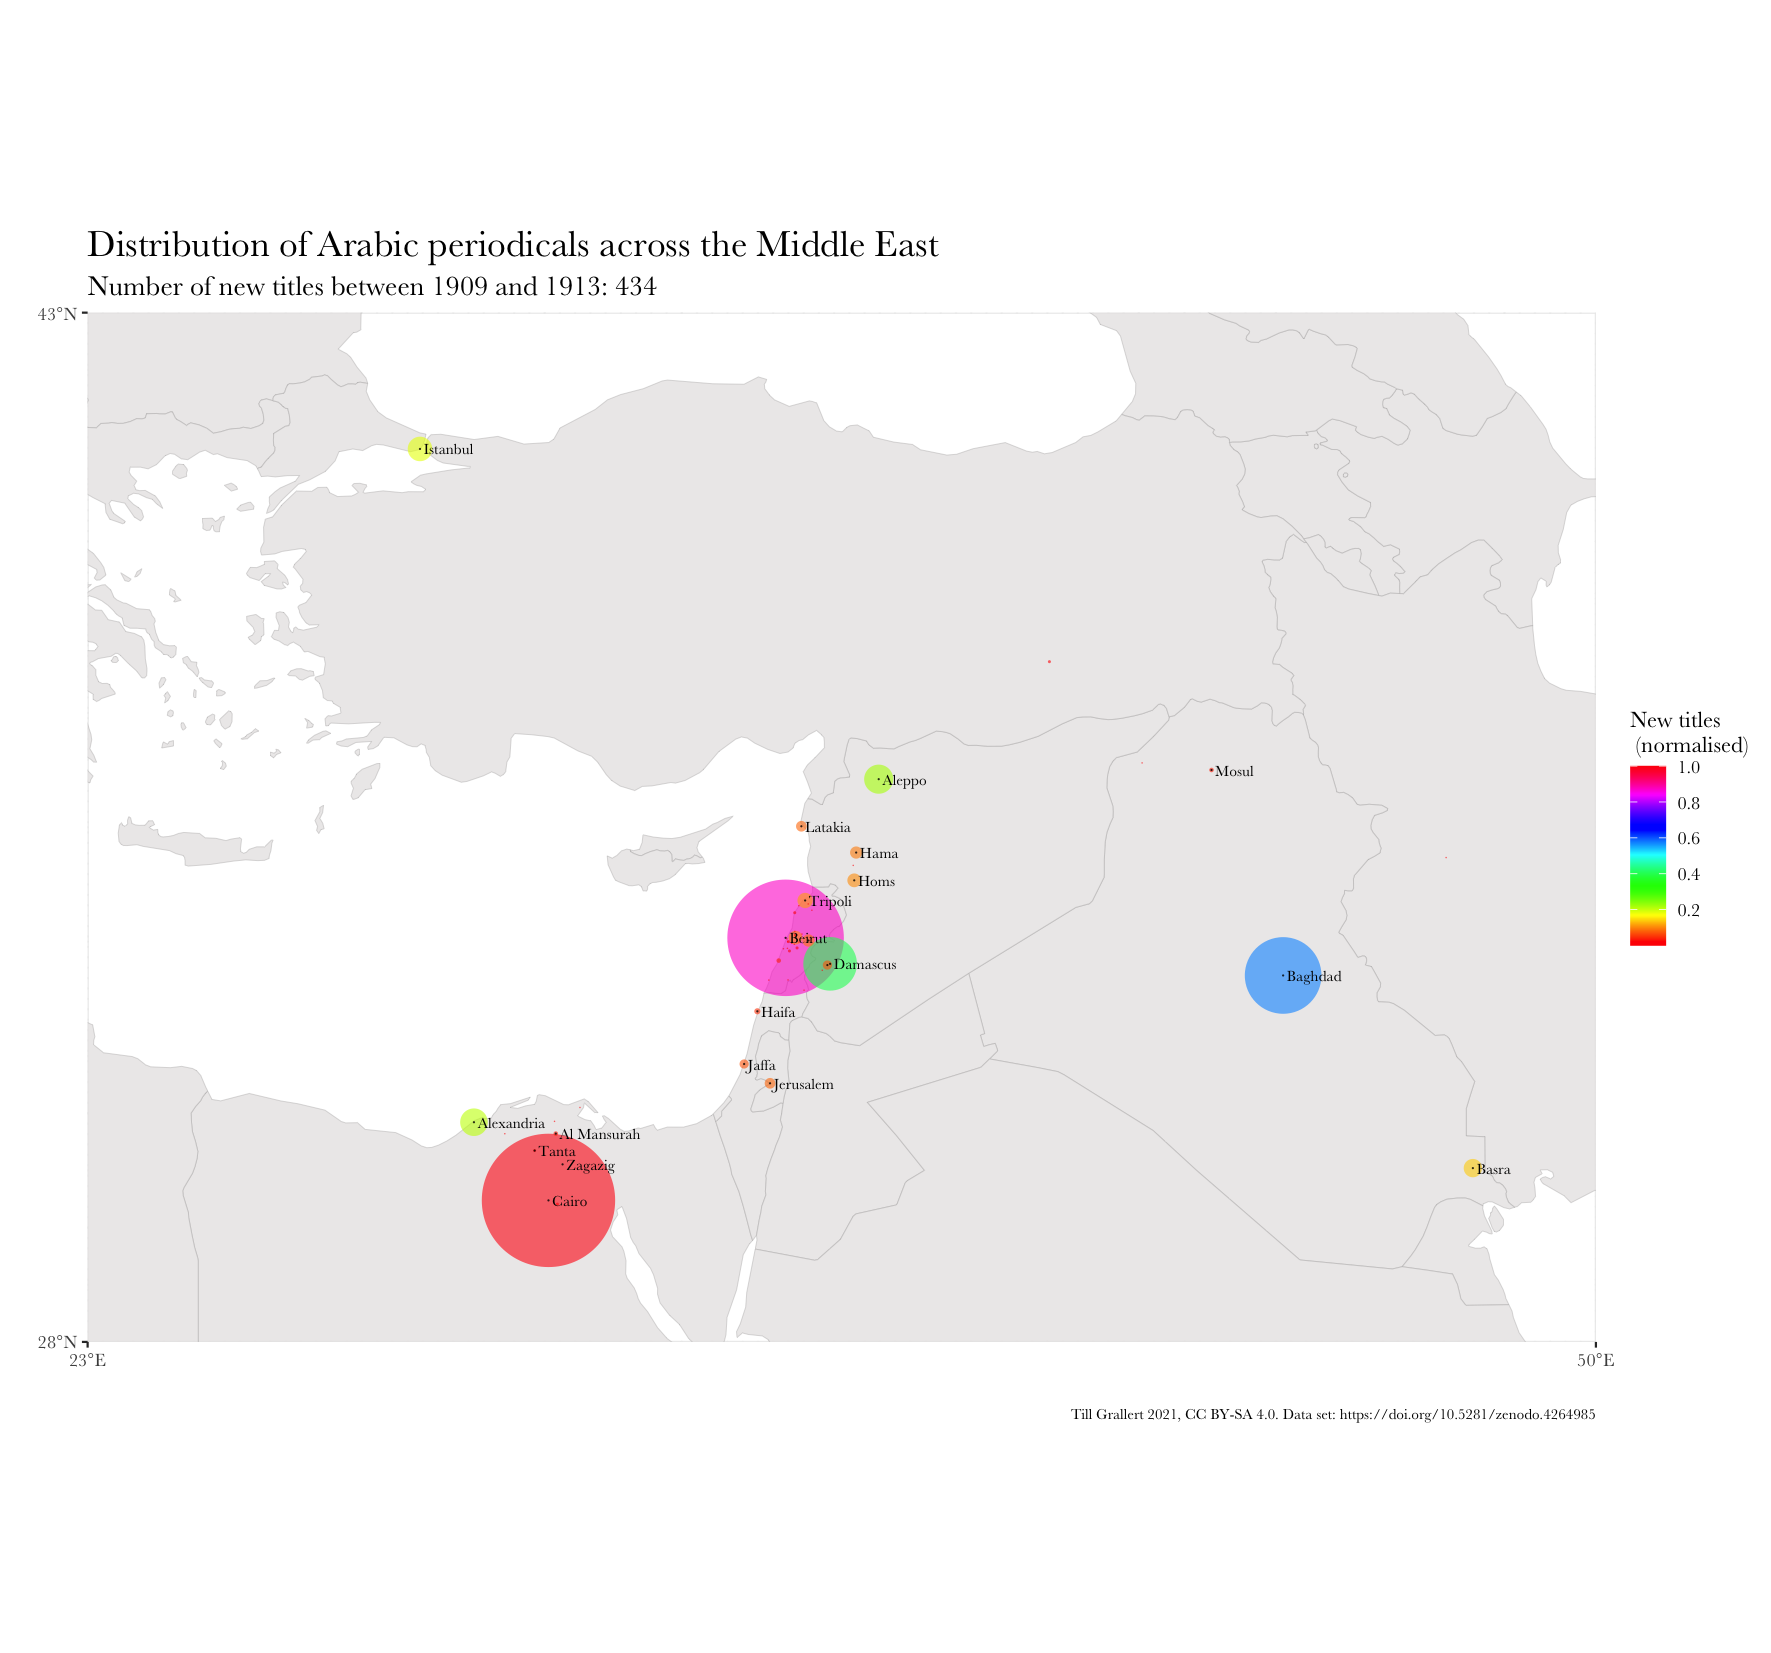 Distribution of Arabic periodicals across the Middle East
Number of new titles between 1909 and 1913: 434
43°N
Istanbul
New titles
(normalised)
1.0
0.8
0.6
0.4
0.2
Mosul
Aleppo
Latakia
Hama
Homs
Tripoli
Beirut
Damascus
Baghdad
Haifa
Jaffa
Jerusalem
Alexandria
Al Mansurah
Tanta
Zagazig
Basra
Cairo
28°N
23°E
50°E
Till Grallert 2021, CC BY-SA 4.0. Data set: https://doi.org/10.5281/zenodo.4264985